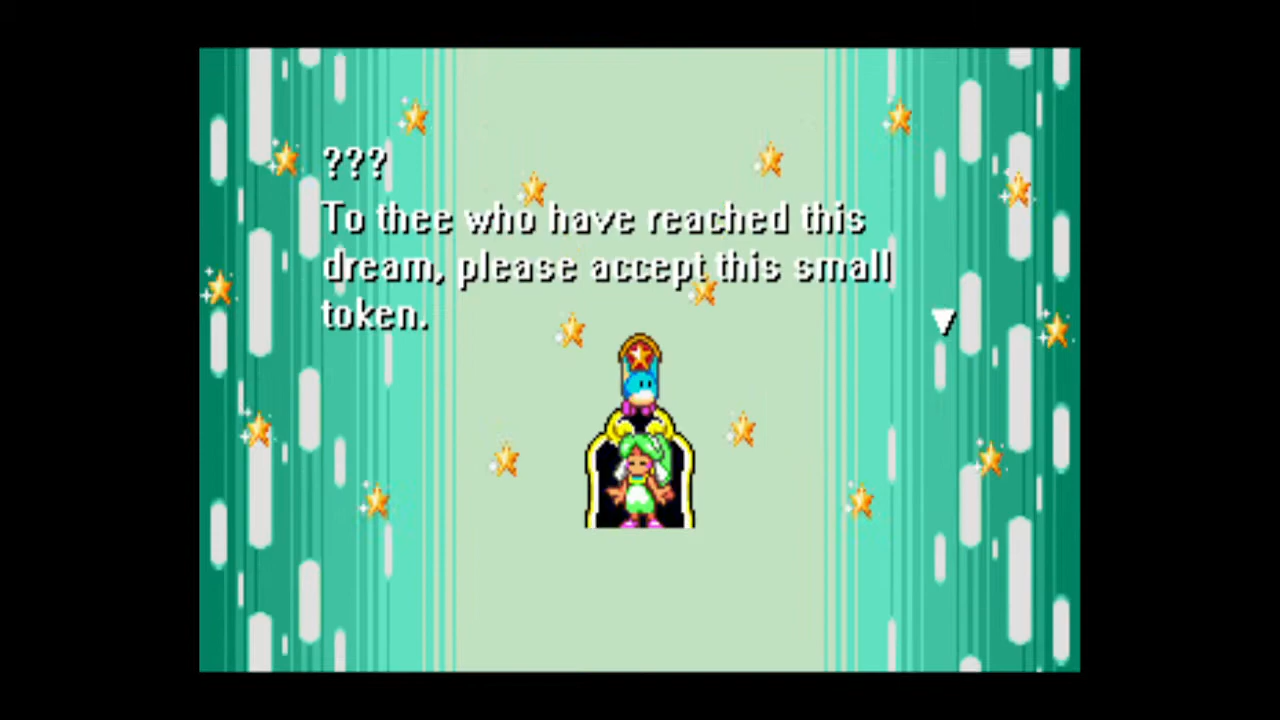 ???
To thee who have reached this
dream, please accept this small
token.